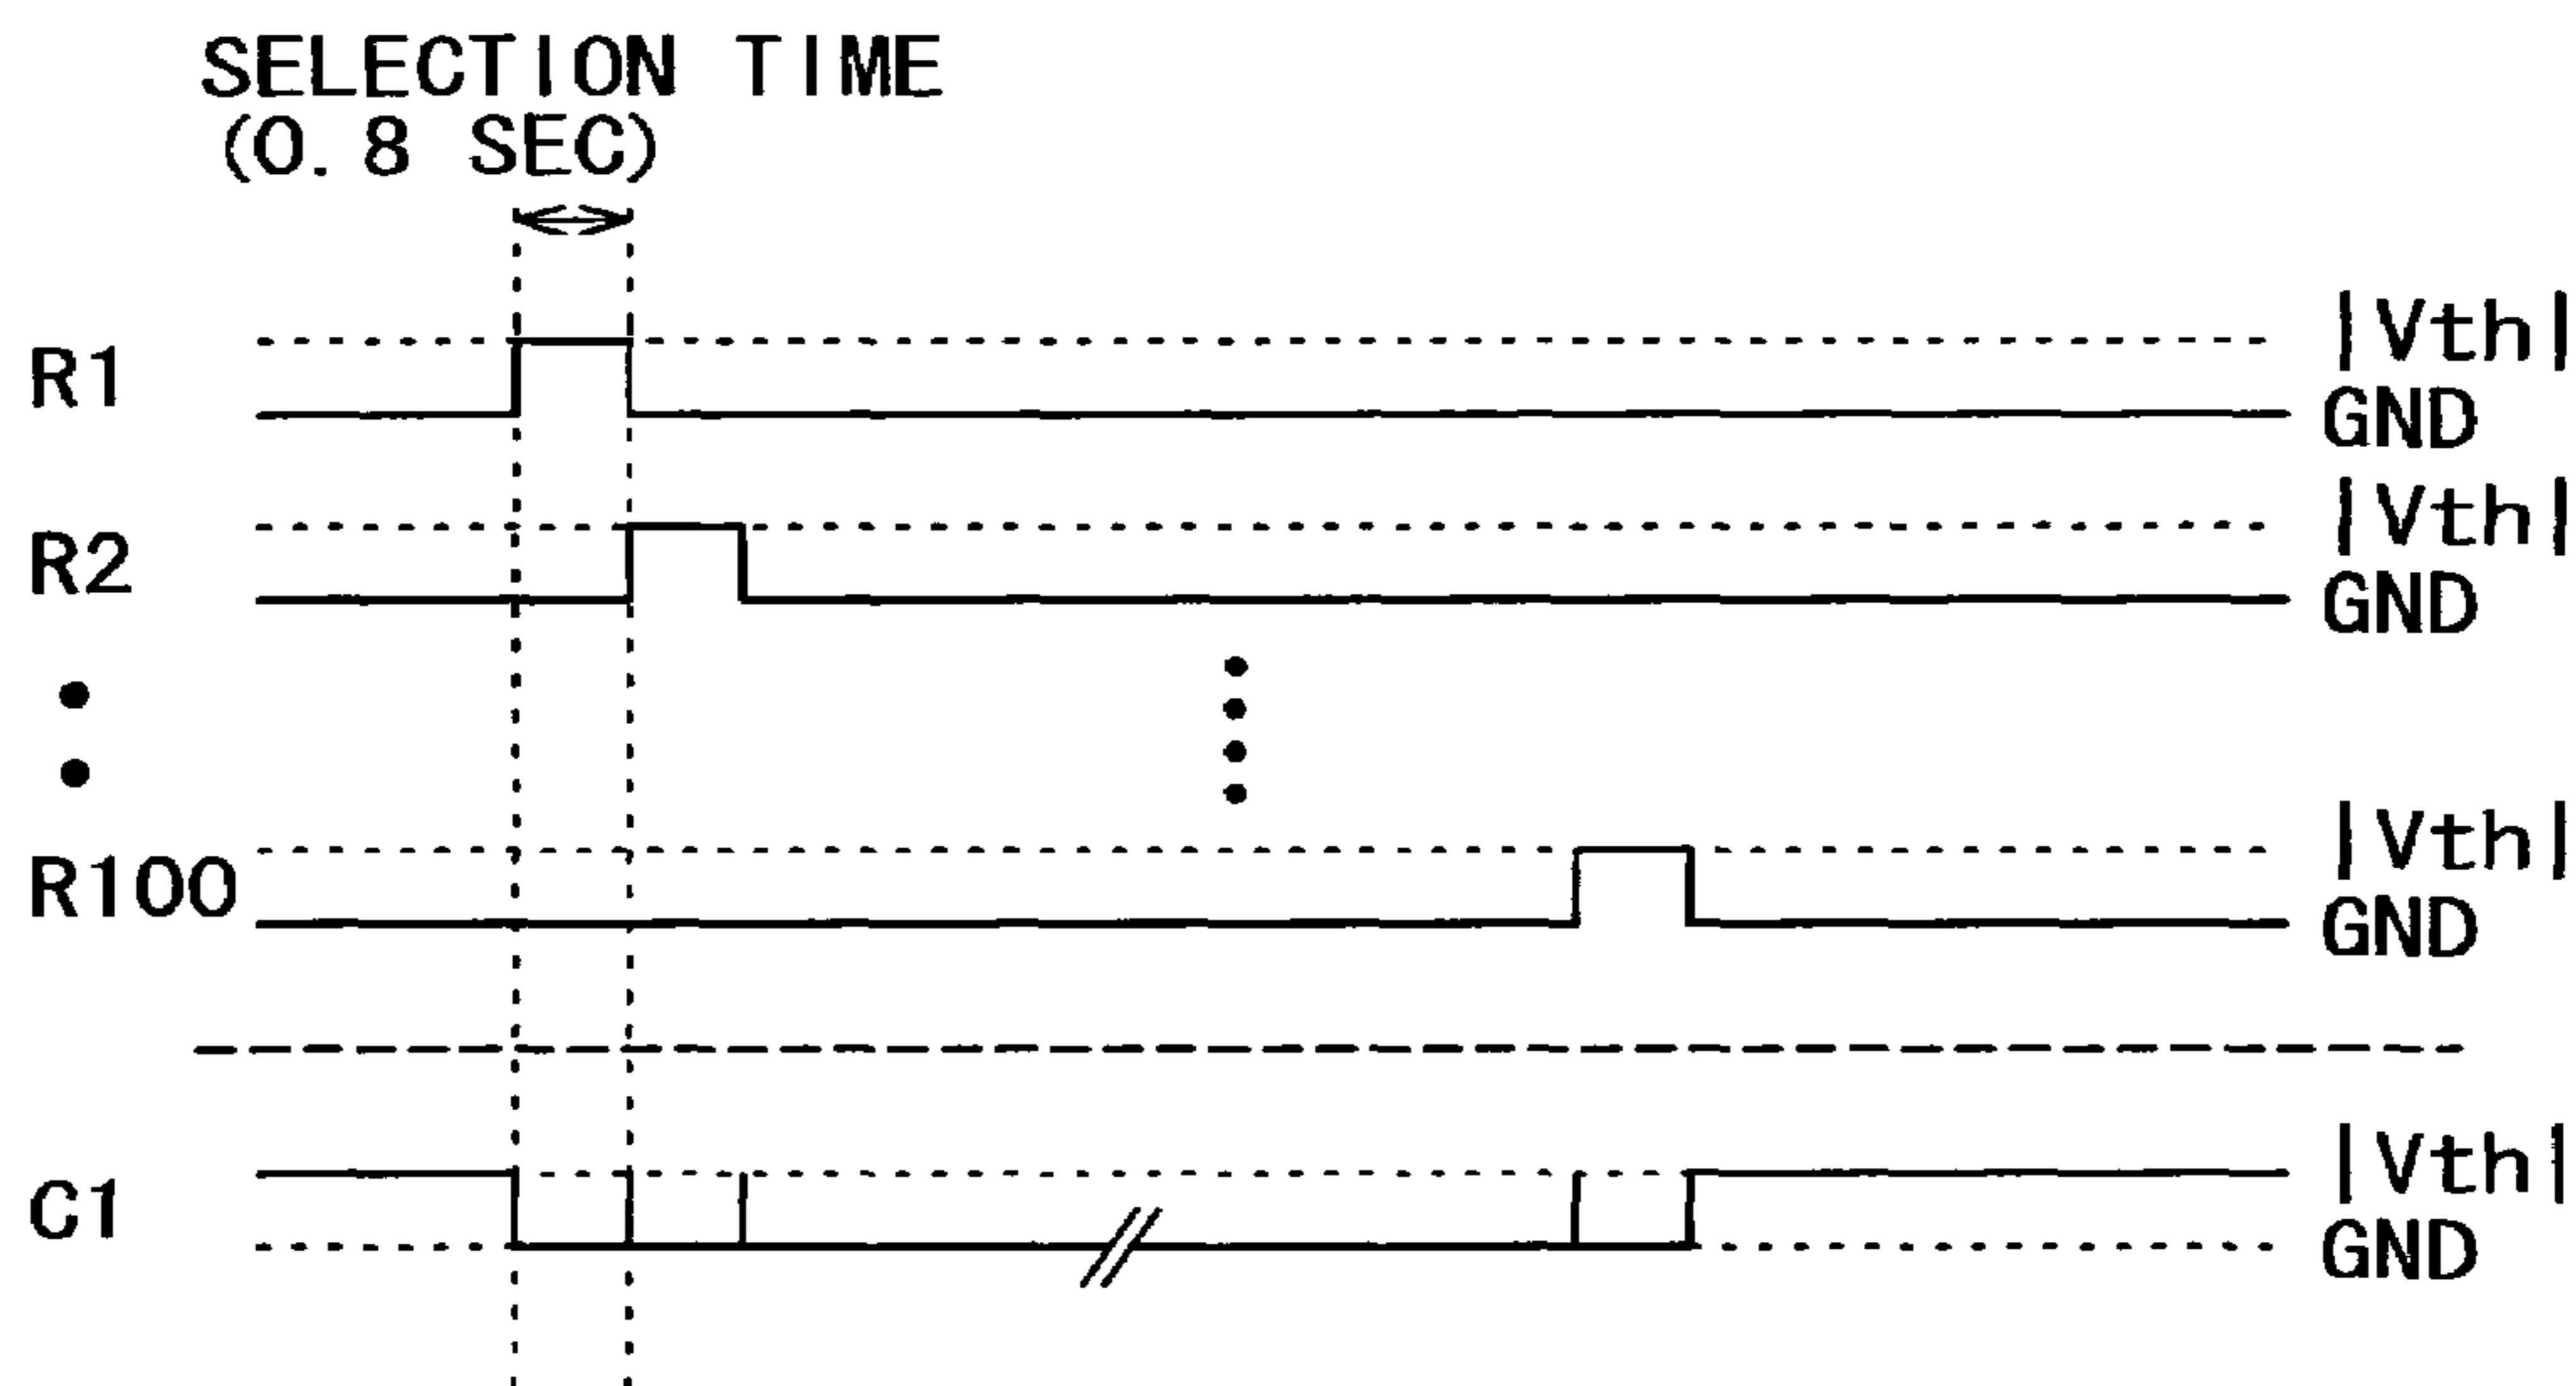 SELECTION TIME
(0.8 SEC)
R1
|Vth|
GND
R2
|Vth|
GND
R100
|Vth|
GND
C1
|Vth|
GND